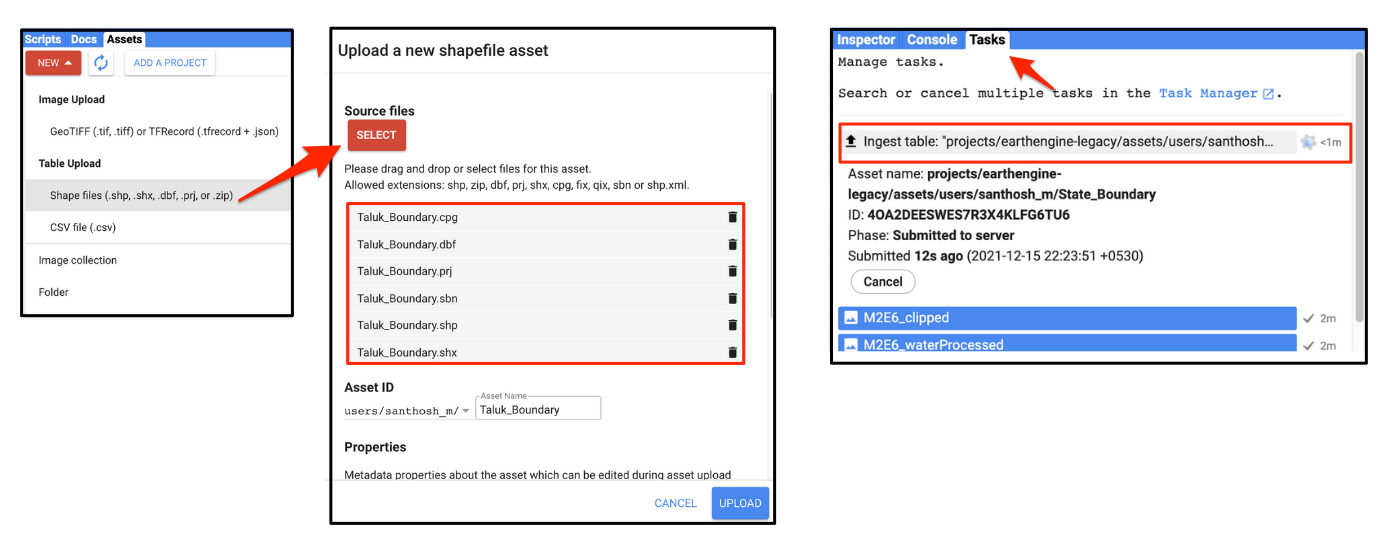 Scripts Docs Assets
NEW ADD A PROJECT
Image Upload
GeoTIFF (.tif, .tiff) or TFRecord (.tfrecord + .json)
Table Upload
Shape files (.shp, .shx, .dbf, .prj, or .zip)
CSV file (.csv)
Image collection
Folder
Upload a new shapefile asset
Source files
SELECT
Please drag and drop or select files for this asset.
Allowed extensions: shp, zip, dbf, prj, shx, cpg, fix, qix, sbn or shp.xml.
Taluk_Boundary.cpg
Taluk_Boundary.dbf
Taluk_Boundary.prj
Taluk_Boundary.sbn
Taluk_Boundary.shp
Taluk_Boundary.shx
Asset ID
Asset Name
users/santhosh_m/ Taluk_Boundary
Properties
Metadata properties about the asset which can be edited during asset upload
CANCEL UPLOAD
Inspector Console Tasks
Manage tasks.
Search or cancel multiple tasks in the Task Manager.
Ingest table: "projects/earthengine-legacy/assets/users/santhosh... <1m
Asset name: projects/earthengine-
legacy/assets/users/santhosh_m/State_Boundary
ID: 4OA2DEESWES7R3X4KLFG6TU6
Phase: Submitted to server
Submitted 12s ago (2021-12-15 22:23:51 +0530)
Cancel
M2E6_clipped 2m
M2E6_waterProcessed 2m